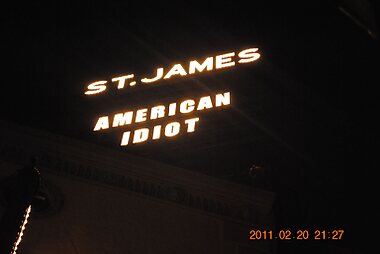 ST. JAMES
AMERICAN
IDIOT
2011.02.20 21:27